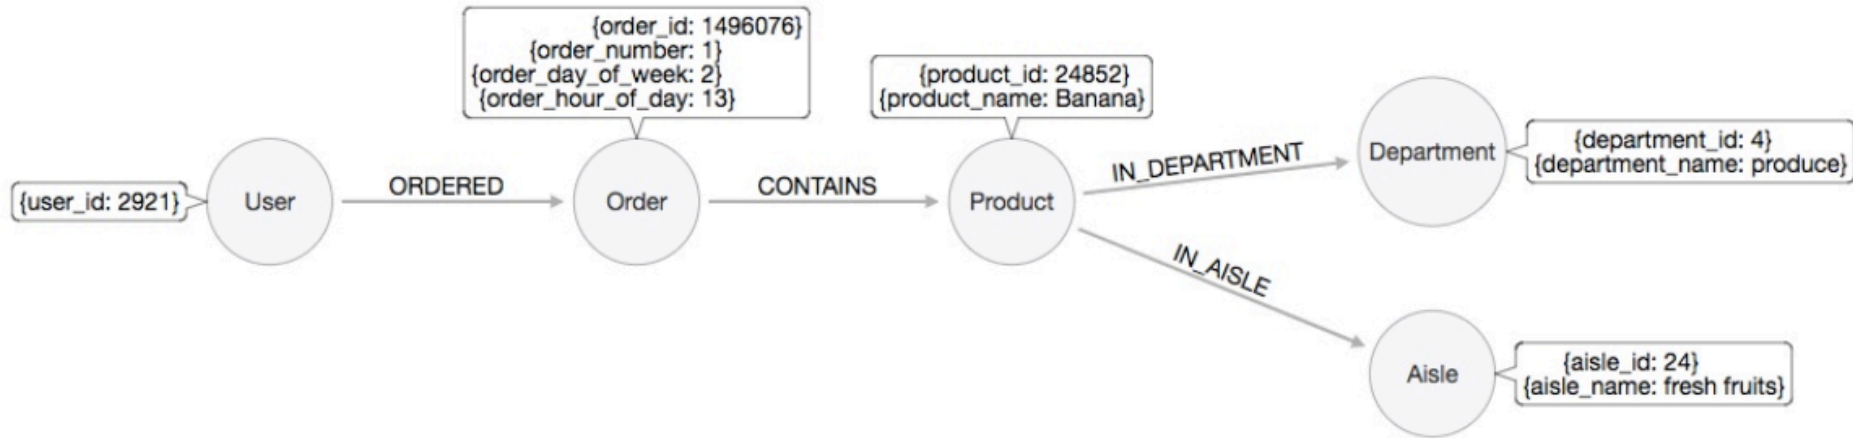 {order_id: 1496076}
{order_number: 1}
{order_day_of_week: 2}
{order_hour_of_day: 13}
{product_id: 24852}
{product_name: Banana}
{user_id: 2921}
User
ORDERED
Order
CONTAINS
Product
IN_DEPARTMENT
Department
{department_id: 4}
{department_name: produce}
IN_AISLE
Aisle
{aisle_id: 24}
{aisle_name: fresh fruits}